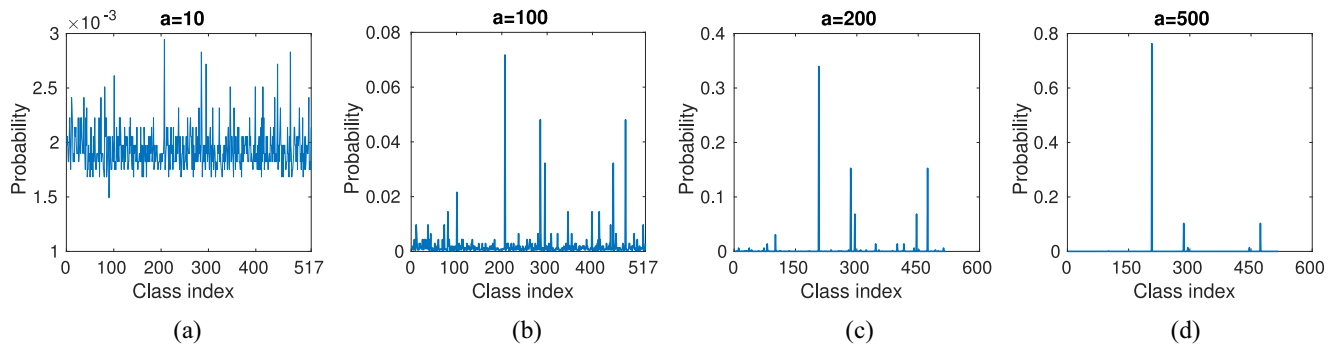 a=10
×10⁻³
3
2.5
2
1.5
1
Probability
0 100 200 300 400 517
Class index
(a)
a=100
0.08
0.06
0.04
0.02
0
Probability
0 100 200 300 400 517
Class index
(b)
a=200
0.4
0.3
0.2
0.1
0
Probability
0 150 300 450 600
Class index
(c)
a=500
0.8
0.6
0.4
0.2
0
Probability
0 150 300 450 600
Class index
(d)